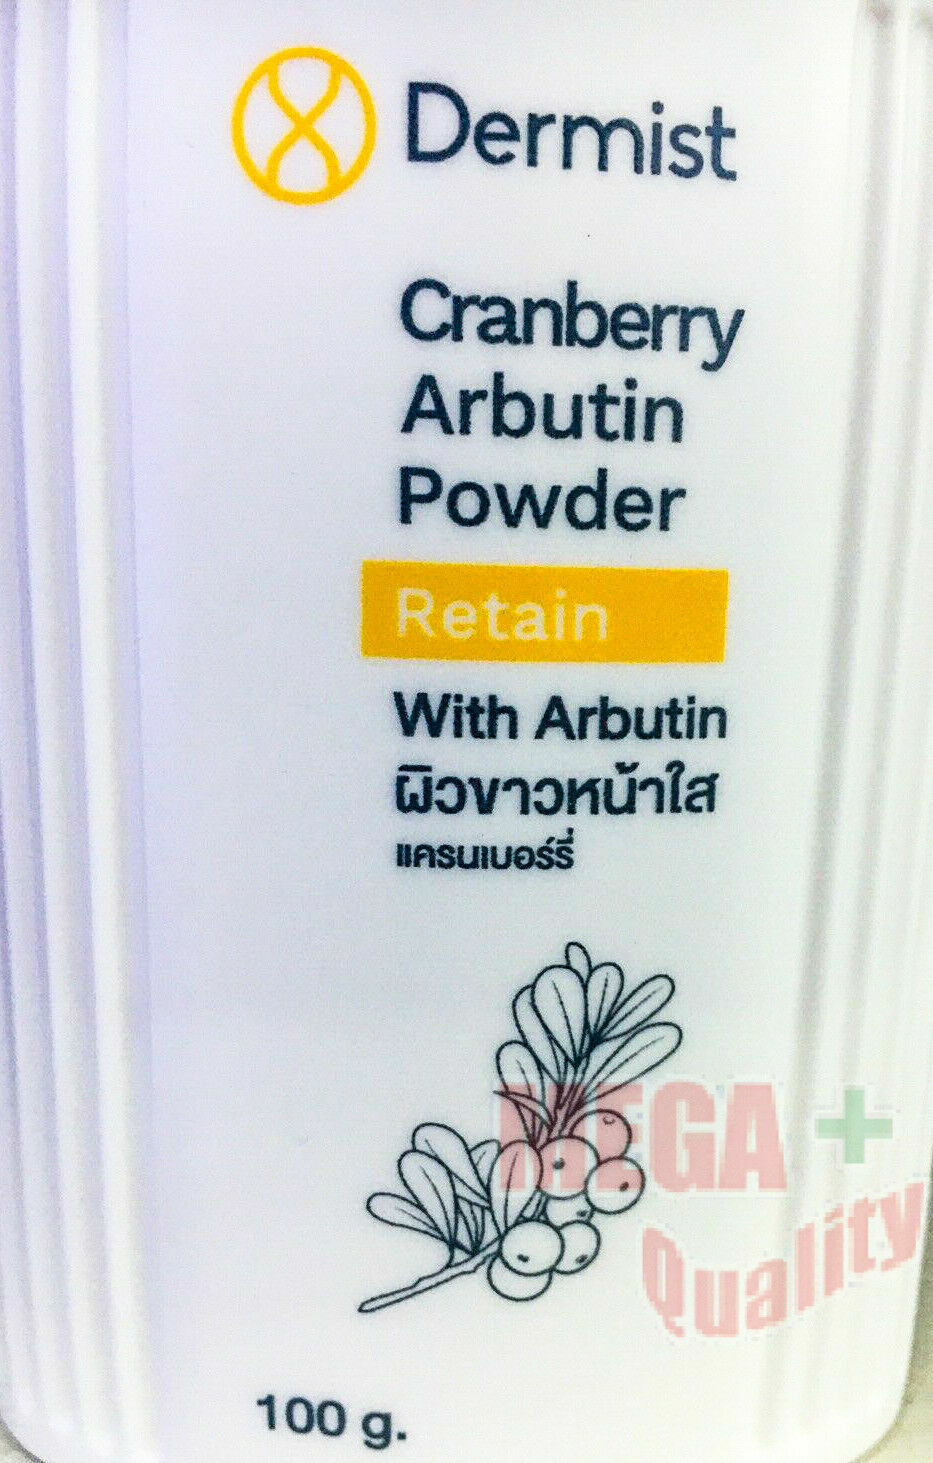 Dermist
Cranberry
Arbutin
Powder
Retain
With Arbutin
ผิวขาวหน้าใส
แครนเบอร์รี่
MEGA +
Quality
100 g.